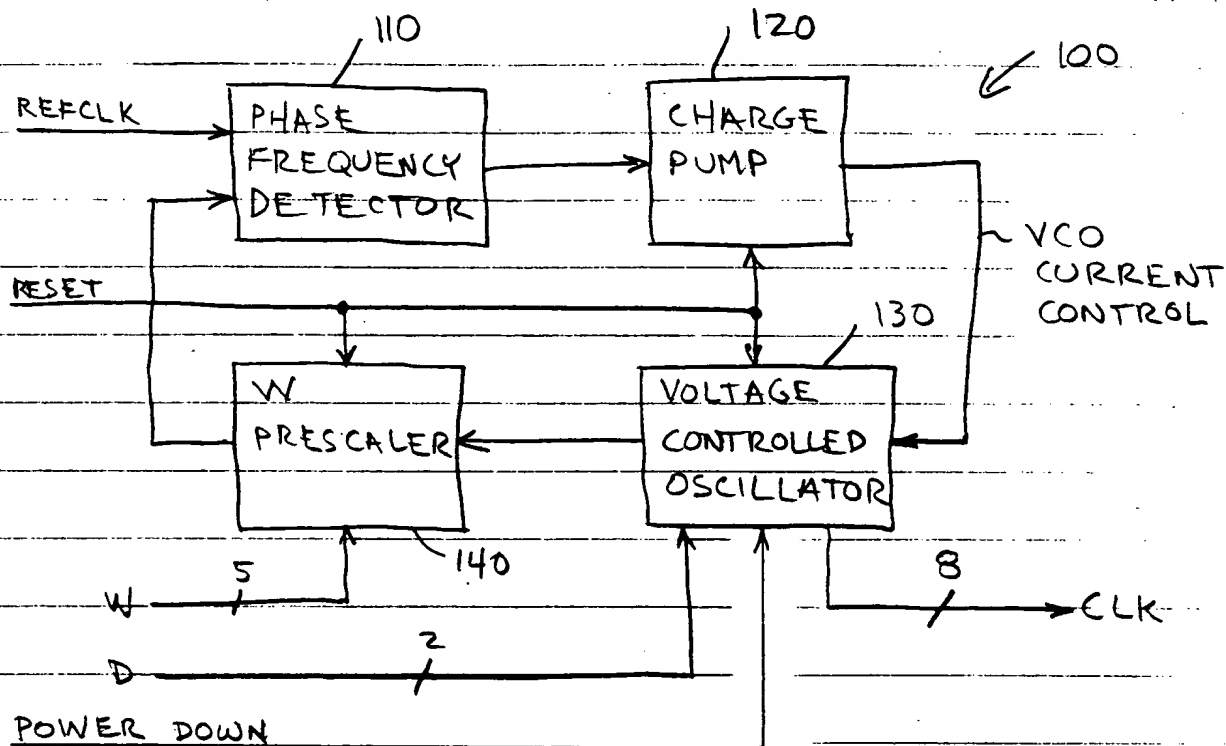 110
120
100
REFCLK
PHASE
FREQUENCY
DETECTOR
CHARGE
PUMP
VCO
CURRENT
CONTROL
RESET
130
W
PRESCALER
VOLTAGE
CONTROLLED
OSCILLATOR
140
W
5
8
CLK
D
2
POWER DOWN